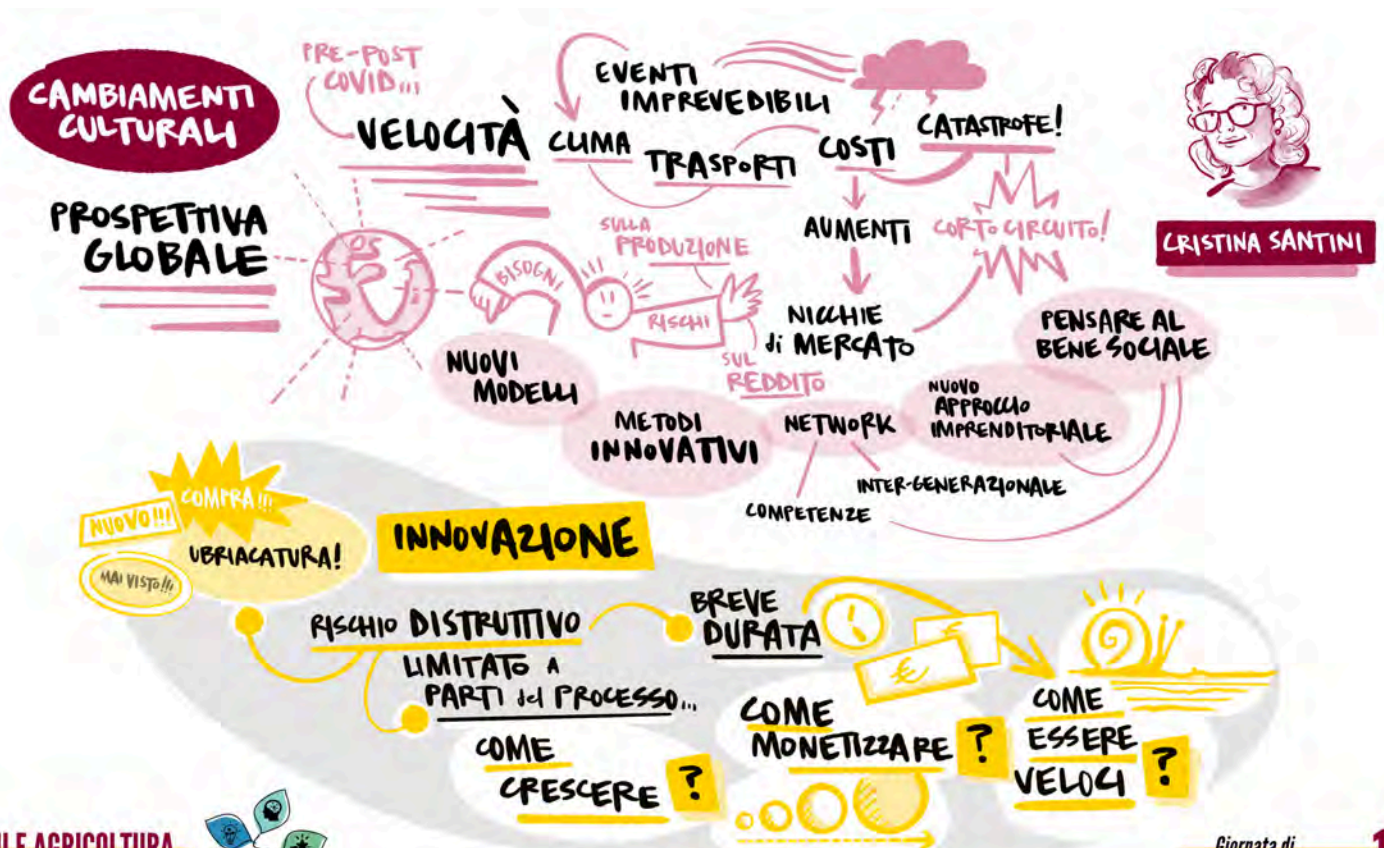 CAMBIAMENTI
CULTURALI
PROSPETTIVA
GLOBALE
PRE-POST
COVID...
VELOCITÀ
EVENTI
IMPREVEDIBILI
CLIMA
TRASPORTI
COSTI
CATASTROFE!
AUMENTI
CORTO CIRCUITO!
NICCHIE
di MERCATO
CRISTINA SANTINI
BISOGNI
SULLA
PRODUZIONE
RISCHI
SUL
REDDITO
NUOVI
MODELLI
METODI
INNOVATIVI
NETWORK
COMPETENZE
INTER-GENERAZIONALE
NUOVO
APPROCCIO
IMPRENDITORIALE
PENSARE AL
BENE SOCIALE
COMPRA!!!
NUOVO!!!
MAI VISTO!!!
UBRIACATURA!
INNOVAZIONE
RISCHIO DISTRUTTIVO
LIMITATO A
PARTI del PROCESSO...
BREVE
DURATA
€
€
COME
CRESCERE ?
COME
MONETIZZARE ?
COME
ESSERE
VELOCI ?
E AGRICOLTURA
Giornata di